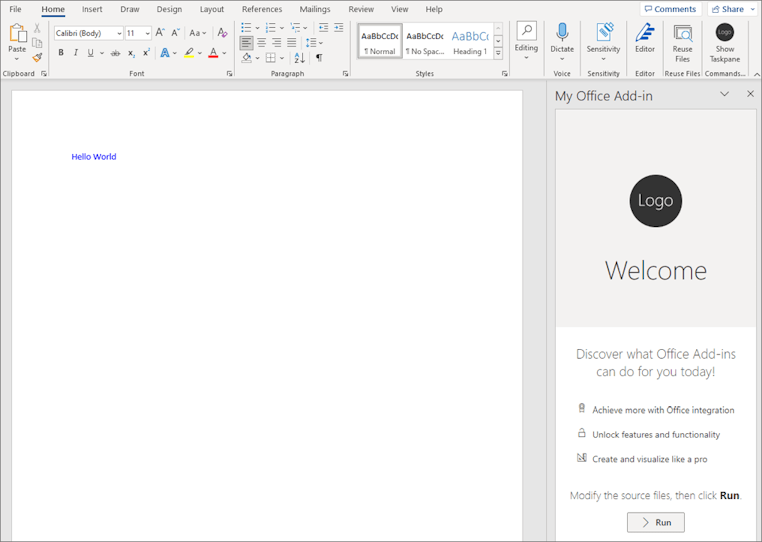 File Home Insert Draw Design Layout References Mailings Review View Help Comments Share
Calibri (Body) 11 Aa
Paste
B I U ab x₂ x² A A
AaBbCcDc AaBbCcDc AaBbCc
¶ Normal ¶ No Spac... Heading 1
Editing Dictate Sensitivity Editor Reuse Files Logo Show Taskpane
Clipboard Font Paragraph Styles Voice Sensitivity Editor Reuse Files Commands...
My Office Add-in
Hello World
Logo
Welcome
Discover what Office Add-ins
can do for you today!
Achieve more with Office integration
Unlock features and functionality
Create and visualize like a pro
Modify the source files, then click Run.
Run